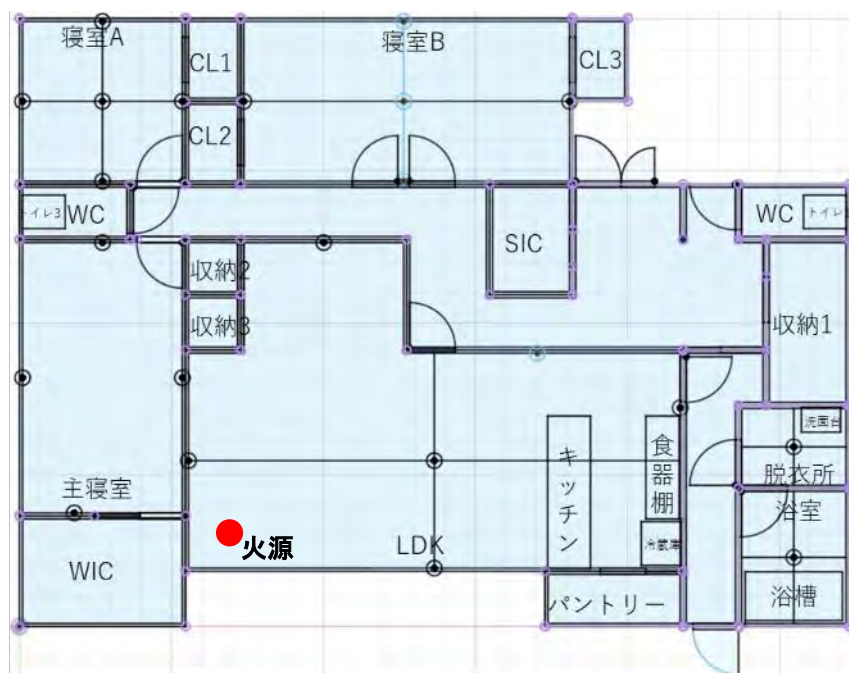 寝室A
CL1
寝室B
CL3
CL2
トイレ3
WC
SIC
WC
収納2
収納3
収納1
洗面台
脱衣所
キッチン
食器棚
主寝室
火源
LDK
冷蔵庫
浴室
WIC
パントリー
浴槽